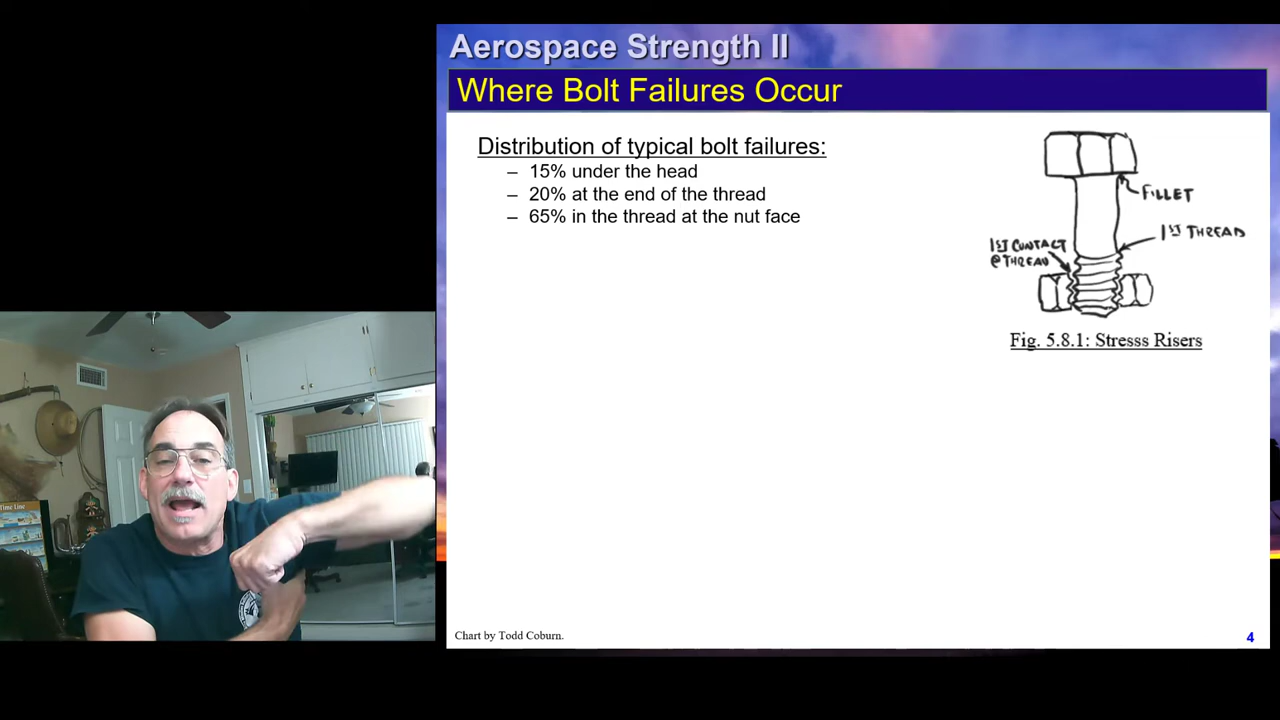 Aerospace Strength II
Where Bolt Failures Occur
Distribution of typical bolt failures:
– 15% under the head
– 20% at the end of the thread
– 65% in the thread at the nut face
FILLET
1ST THREAD
1ST CONTACT
@ THREAD
Fig. 5.8.1: Stresss Risers
Time Line
Chart by Todd Coburn.
4